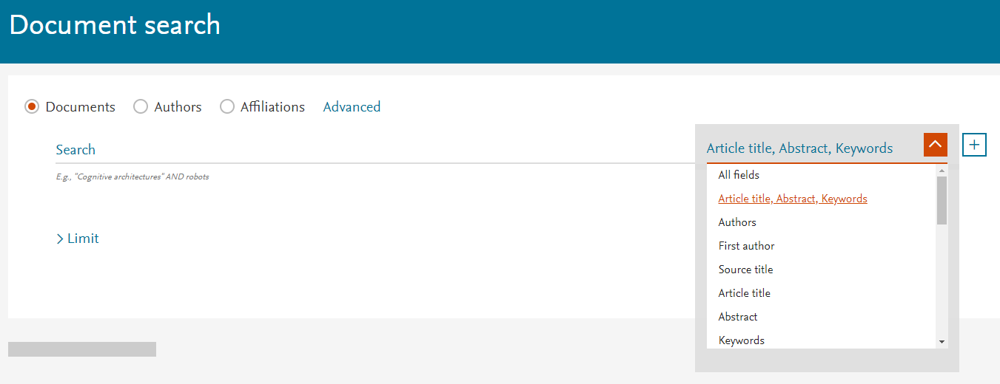 Document search
Documents Authors Affiliations Advanced
Search
Article title, Abstract, Keywords
E.g., "Cognitive architectures" AND robots
All fields
Article title, Abstract, Keywords
Authors
First author
Source title
Article title
Abstract
Keywords
Limit